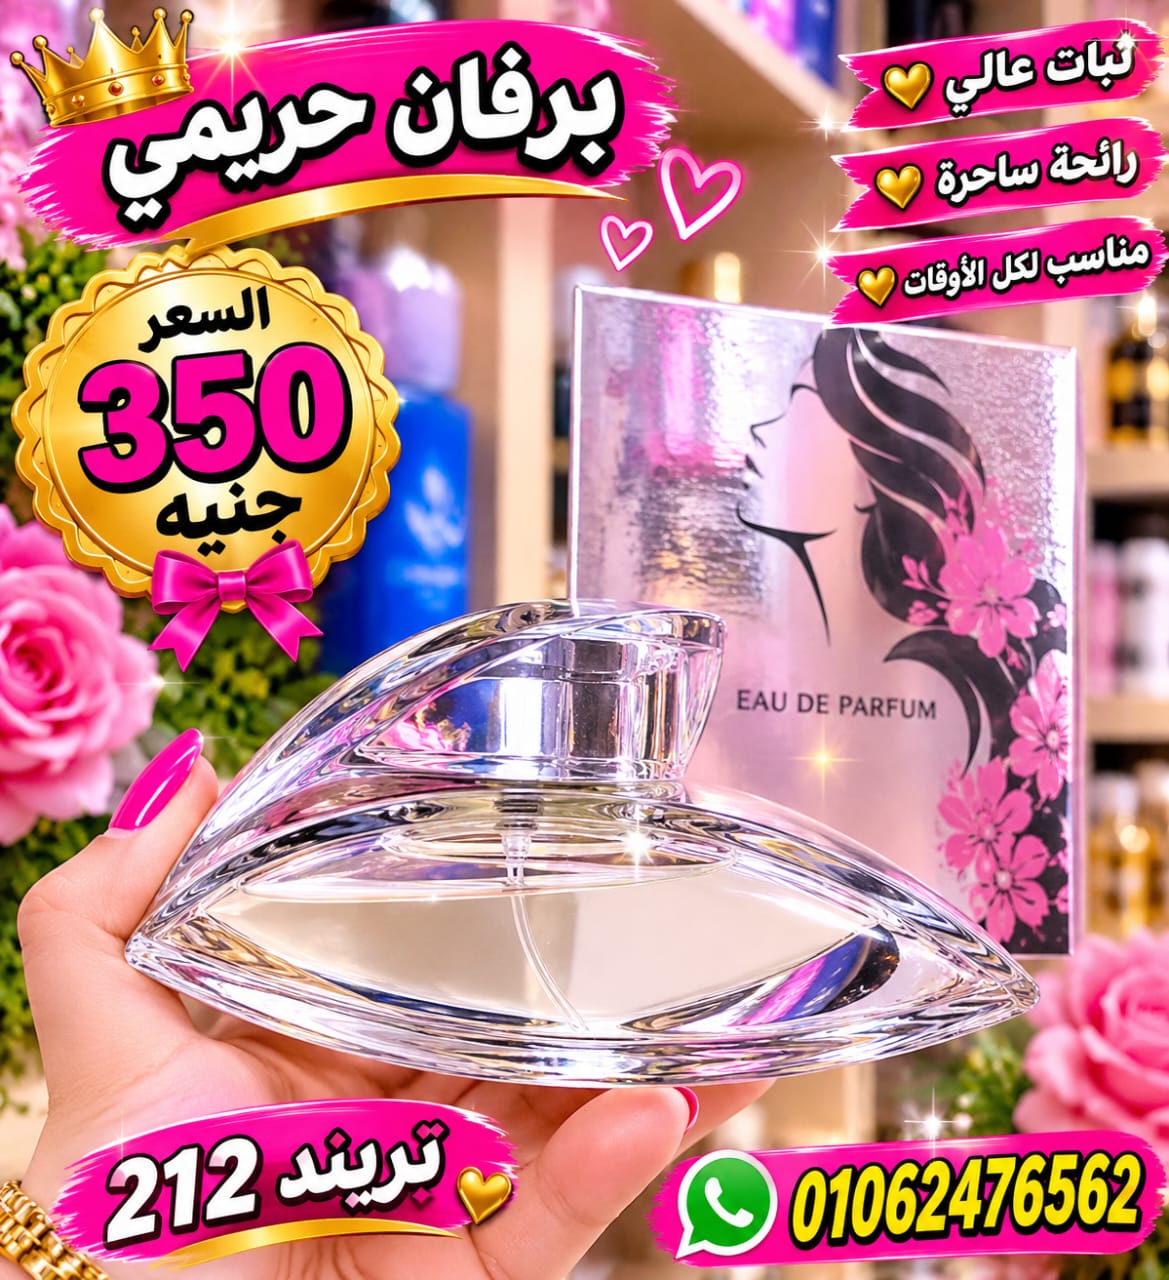 برفان حريمي
ثبات عالي
رائحة ساحرة
مناسب لكل الأوقات
السعر
350
جنيه
EAU DE PARFUM
تريند 212
01062476562